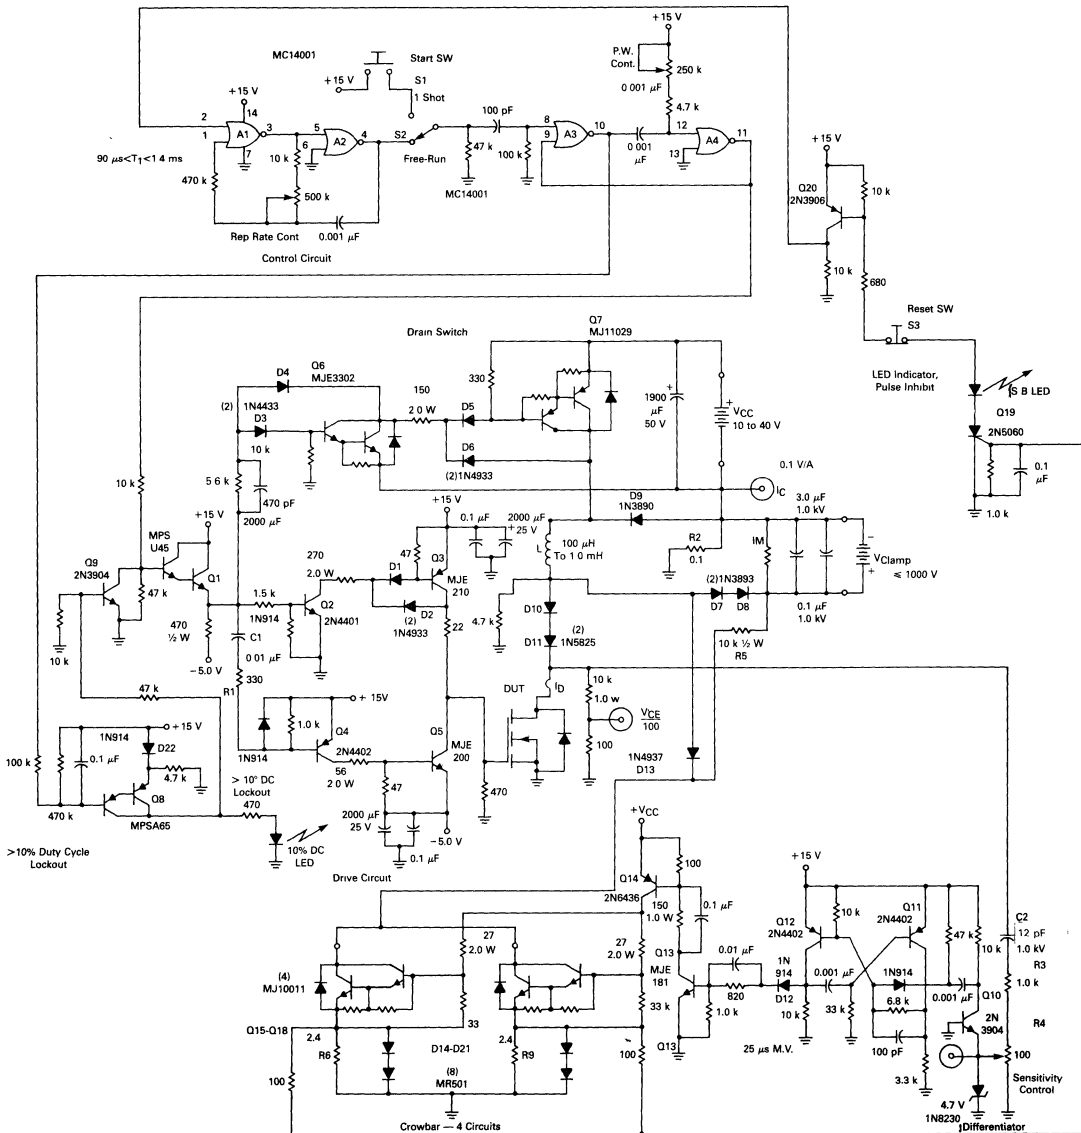 +15 V
MC14001
Start SW
P.W.
Cont.
250 k
+15 V
S1
1 Shot
0 001 µF
+15 V
14
100 pF
4.7 k
2
1
A1
3
5
6
A2
4
S2
8
9
A3
10
12
13
A4
11
+15 V
7
10 k
47 k
100 k
0 001
µF
90 µs<T₁<1 4 ms
Free-Run
Q20
2N3906
10 k
470 k
500 k
MC14001
Rep Rate Cont
0.001 µF
10 k
680
Control Circuit
Reset SW
S3
Drain Switch
Q7
MJ11029
LED Indicator,
Pulse Inhibit
D4
Q6
MJE3302
330
S B LED
(2)
1N4433
D3
150
2.0 W
D5
+
1900
µF
50 V
+
VCC
10 to 40 V
Q19
2N5060
10 k
D6
(2)1N4933
0.1 V/A
IC
0.1
µF
10 k
5 6 k
470 pF
2000 µF
+15 V
D9
1N3890
3.0 µF
1.0 kV
1.0 k
MPS
U45
+15 V
0.1 µF
2000 µF
+ 25 V
100 µH
To 1 0 mH
L
R2
0.1
IM
−
VClamp
+
≤ 1000 V
Q9
2N3904
Q1
270
2.0 W
D1
47
Q3
MJE
210
(2)1N3893
D7 D8
47 k
1.5 k
1N914
Q2
2N4401
D2
(2)
1N4933
4.7 k
D10
0.1 µF
1.0 kV
470
½ W
C1
22
D11
(2)
1N5825
10 k ½ W
R5
10 k
−5.0 V
0 01 µF
R1
330
DUT
ID
10 k
1.0 w
VCE
100
47 k
+ 15V
+15 V
1.0 k
Q4
Q5
MJE
200
100
1N4937
D13
1N914
D22
1N914
2N4402
100 k
0.1 µF
4.7 k
> 10° DC
Lockout
56
2.0 W
47
470
470 k
Q8
470
2000 µF
25 V
−5.0 V
+VCC
MPSA65
10% DC
LED
0.1 µF
>10% Duty Cycle
Lockout
Drive Circuit
100
+15 V
Q14
2N6436
150
1.0 W
0.1 µF
Q12
2N4402
10 k
Q11
2N4402
47 k
10 k
C2
12 pF
1.0 kV
27
2.0 W
27
2.0 W
Q13
0.01 µF
1N
914
(4)
MJ10011
MJE
181
0.001 µF
1N914
0.001 µF
R3
1.0 k
33 k
820
D12
6.8 k
Q10
33
1.0 k
10 k
33 k
2N
3904
R4
Q15-Q18
2.4
R6
D14-D21
2.4
R9
100
Q13
25 µs M.V.
100 pF
100
100
(8)
MR501
3.3 k
Sensitivity
Control
4.7 V
1N8230
Crowbar — 4 Circuits
Differentiator